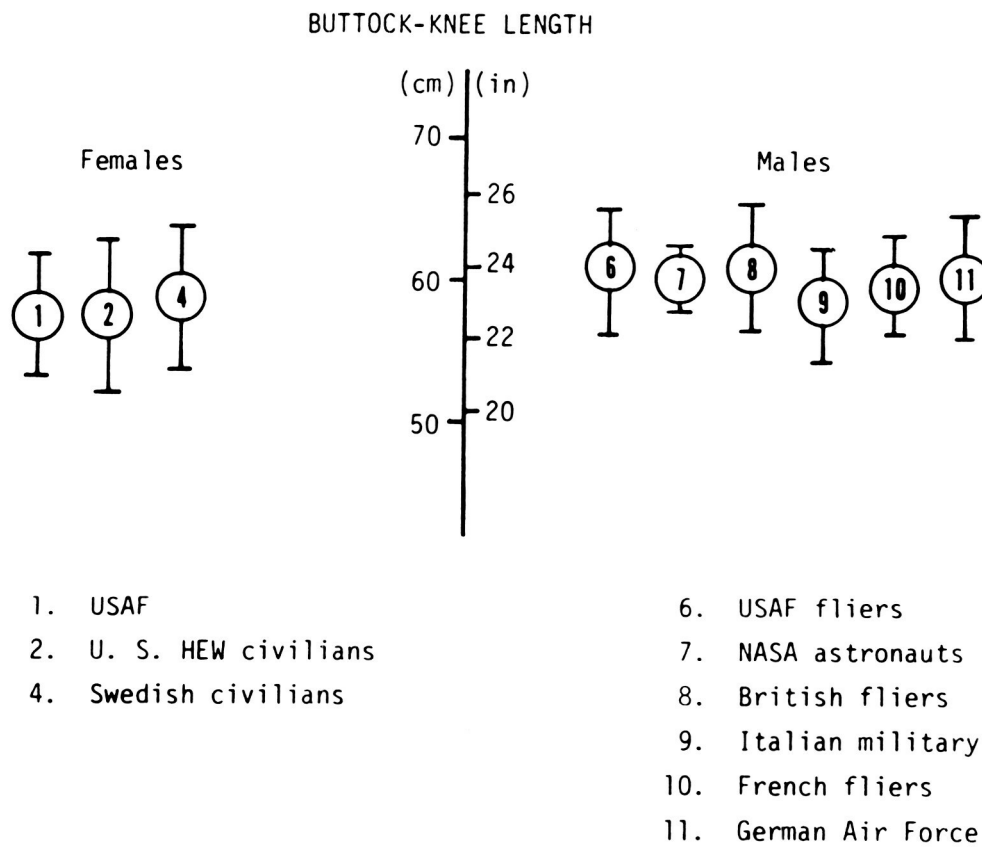 BUTTOCK-KNEE LENGTH
(cm) (in)
70
Females
Males
26
6 7 8 9 10 11
1 2 4
24
60
22
20
50
1. USAF
2. U. S. HEW civilians
4. Swedish civilians
6. USAF fliers
7. NASA astronauts
8. British fliers
9. Italian military
10. French fliers
11. German Air Force